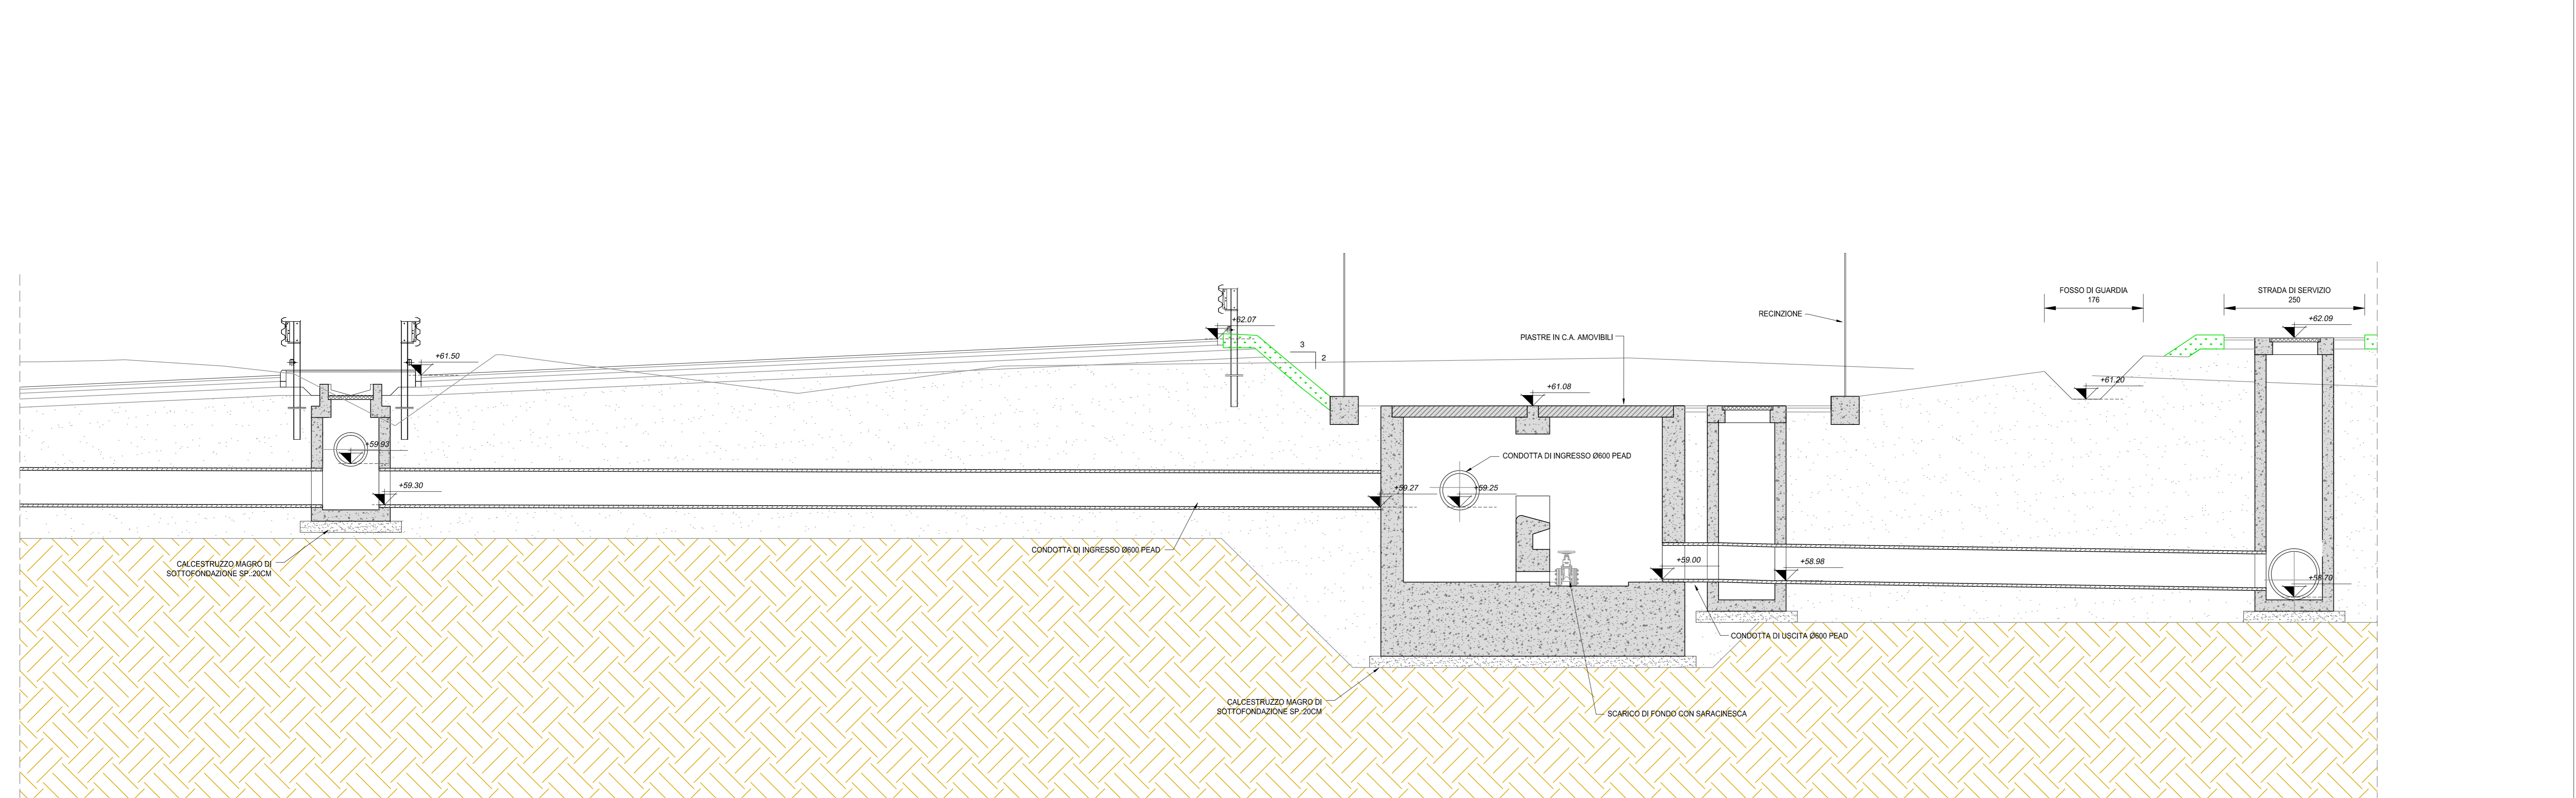 FOSSO DI GUARDIA
176
STRADA DI SERVIZIO
250
+62.07
RECINZIONE
+62.09
3
2
PIASTRE IN C.A. AMOVIBILI
+61.50
+61.08
+61.20
+59.93
CONDOTTA DI INGRESSO Ø600 PEAD
+59.30
+59.27
+59.25
CONDOTTA DI INGRESSO Ø600 PEAD
+59.00
+58.98
CALCESTRUZZO MAGRO DI
SOTTOFONDAZIONE SP.:20CM
+58.70
CONDOTTA DI USCITA Ø600 PEAD
CALCESTRUZZO MAGRO DI
SOTTOFONDAZIONE SP.:20CM
SCARICO DI FONDO CON SARACINESCA